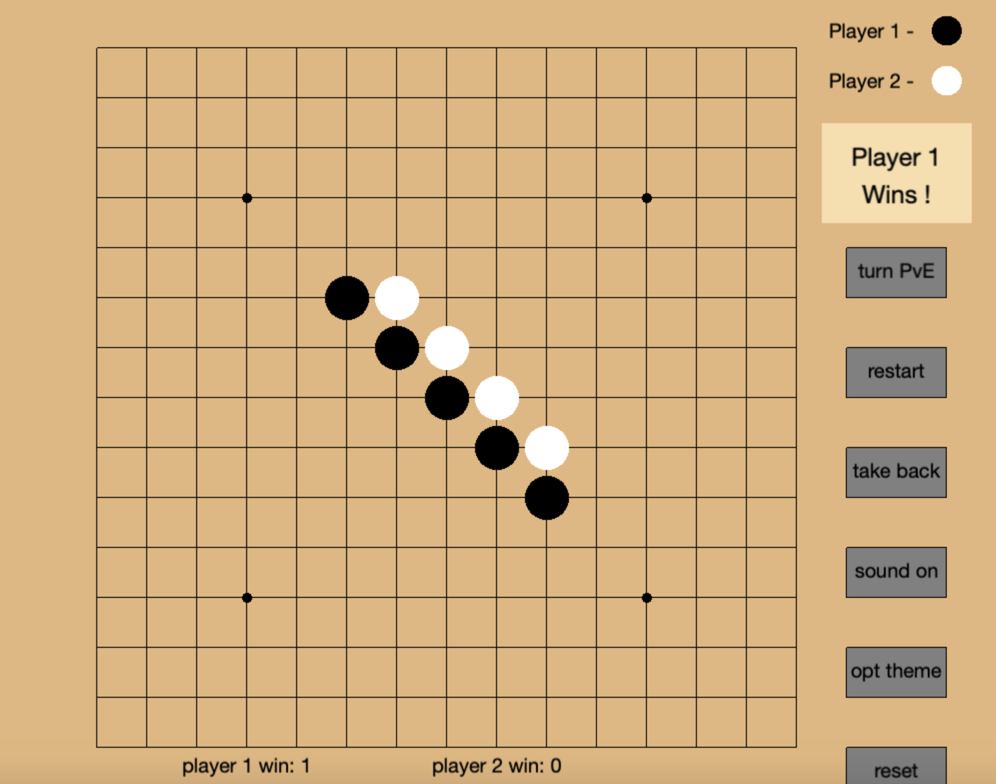 Player 1 -
Player 2 -
Player 1
Wins !
turn PvE
restart
take back
sound on
opt theme
reset
player 1 win: 1
player 2 win: 0